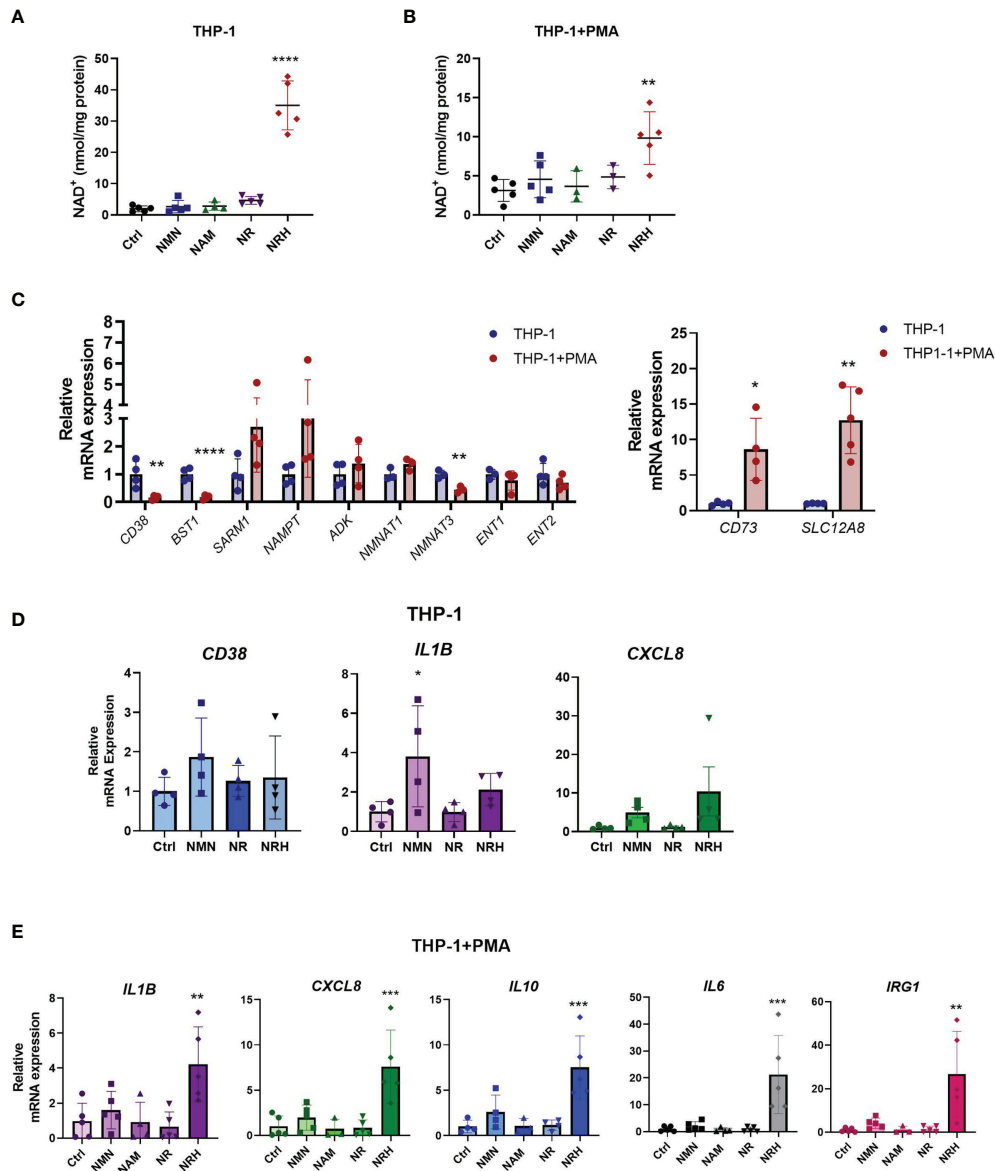 A
THP-1
NAD+ (nmol/mg protein)
50
40
30
20
10
0
****
Ctrl
NMN
NAM
NR
NRH
B
THP-1+PMA
NAD+ (nmol/mg protein)
20
15
10
5
0
**
Ctrl
NMN
NAM
NR
NRH
C
Relative
mRNA expression
8
6
4
3
2
1
0
THP-1
THP-1+PMA
**
****
**
CD38
BST1
SARM1
NAMPT
ADK
NMNAT1
NMNAT3
ENT1
ENT2
Relative
mRNA expression
25
20
15
10
5
0
THP-1
THP1-1+PMA
*
**
CD73
SLC12A8
D
THP-1
CD38
Relative
mRNA Expression
4
3
2
1
0
Ctrl NMN NR NRH
IL1B
8
6
4
2
0
*
Ctrl NMN NR NRH
CXCL8
40
30
20
10
0
Ctrl NMN NR NRH
E
THP-1+PMA
IL1B
Relative
mRNA expression
8
6
4
2
0
**
Ctrl
NMN
NAM
NR
NRH
CXCL8
15
10
5
0
***
Ctrl
NMN
NAM
NR
NRH
IL10
15
10
5
0
***
Ctrl
NMN
NAM
NR
NRH
IL6
60
50
40
30
20
10
0
***
Ctrl
NMN
NAM
NR
NRH
IRG1
60
40
20
0
**
Ctrl
NMN
NAM
NR
NRH